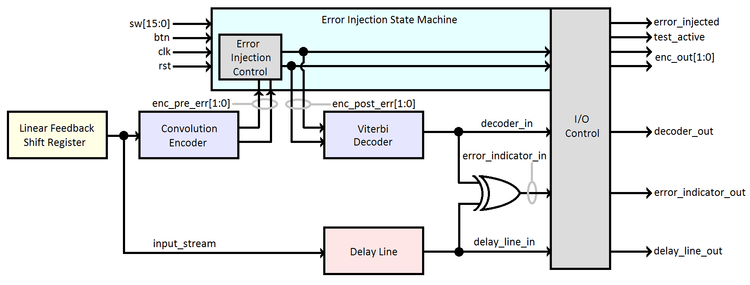 sw[15:0]
btn
clk
rst
Error Injection State Machine
Error
Injection
Control
error_injected
test_active
enc_out[1:0]
enc_pre_err[1:0]
enc_post_err[1:0]
Linear Feedback
Shift Register
Convolution
Encoder
Viterbi
Decoder
decoder_in
I/O
Control
decoder_out
error_indicator_in
error_indicator_out
input_stream
Delay Line
delay_line_in
delay_line_out